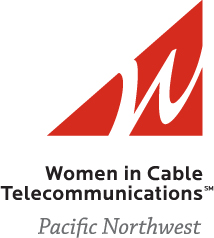 W
Women in Cable
Telecommunications℠
Pacific Northwest